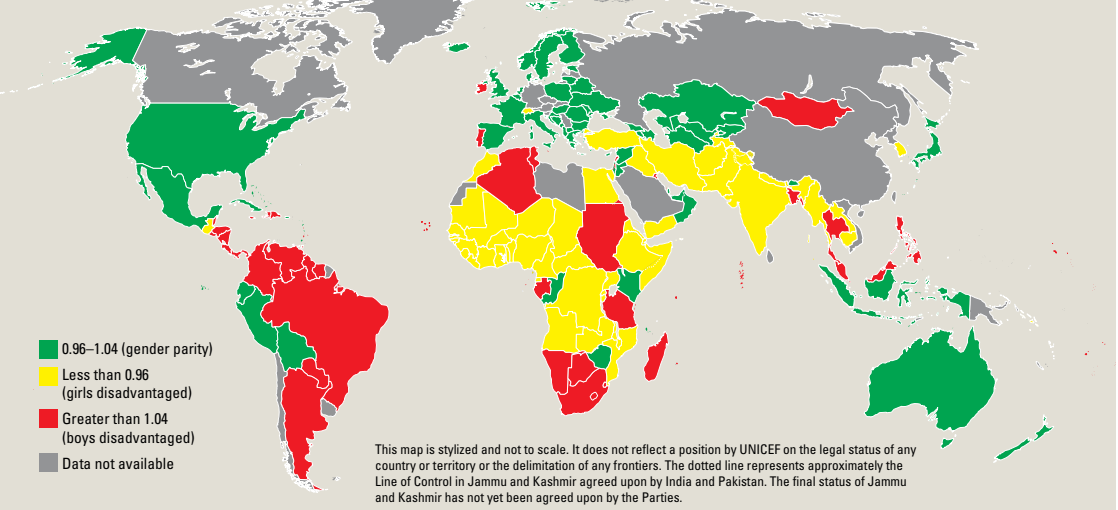 0.96–1.04 (gender parity)
Less than 0.96
(girls disadvantaged)
Greater than 1.04
(boys disadvantaged)
Data not available
This map is stylized and not to scale. It does not reflect a position by UNICEF on the legal status of any
country or territory or the delimitation of any frontiers. The dotted line represents approximately the
Line of Control in Jammu and Kashmir agreed upon by India and Pakistan. The final status of Jammu
and Kashmir has not yet been agreed upon by the Parties.